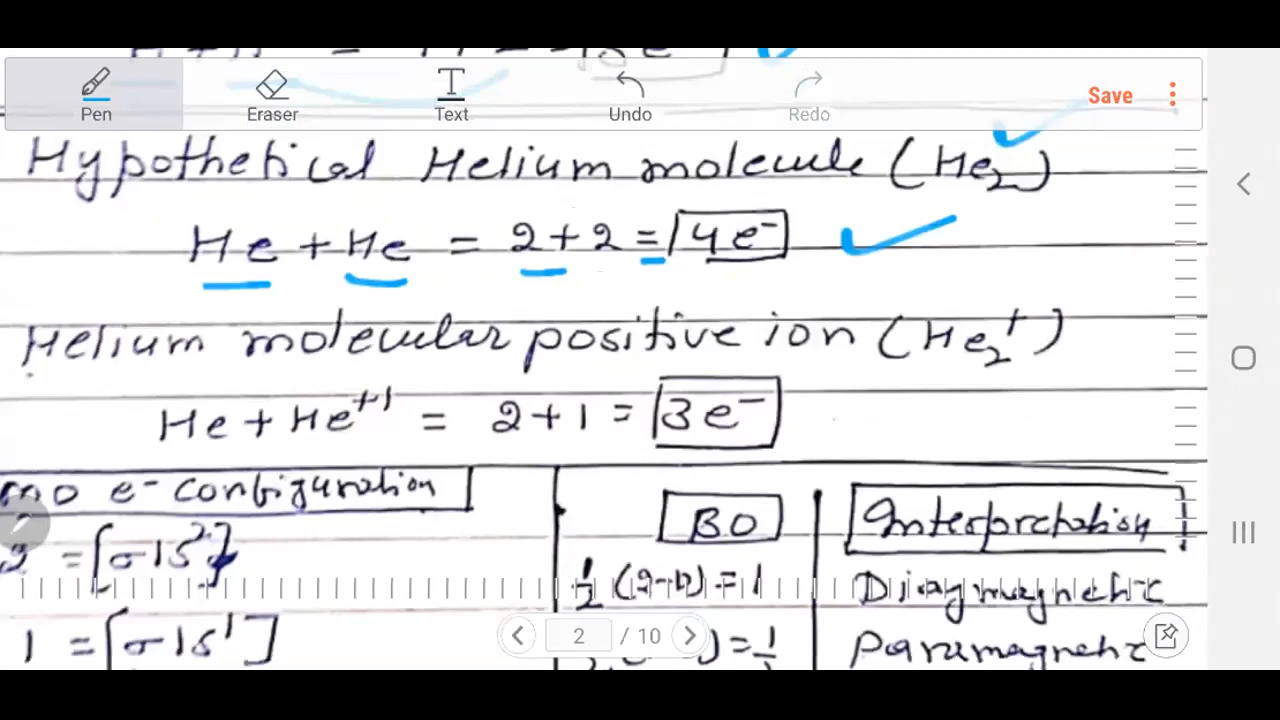 Pen Eraser Text Undo Redo Save
Hypothetical Helium molecule (He₂)
He + He = 2+2 = 4e⁻
Helium molecular positive ion (He₂⁺)
He + He⁺¹ = 2+1 = 3e⁻
mo e⁻ configuration BO Interpretation
2 = [σ1s²]
1/2 (2-0) = 1 Diamagnetic
1 = [σ1s¹] Paramagnetic
2 / 10